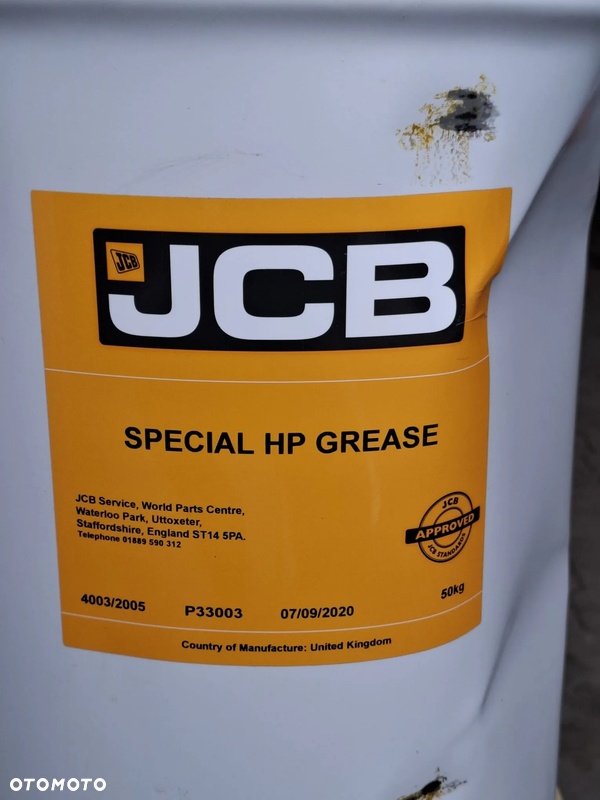 JCB
JCB
SPECIAL HP GREASE
JCB Service, World Parts Centre,
Waterloo Park, Uttoxeter,
Staffordshire, England ST14 5PA.
Telephone 01889 590 312
JCB
APPROVED
JCB STANDARDS
4003/2005 P33003 07/09/2020 50kg
Country of Manufacture: United Kingdom
OTOMOTO